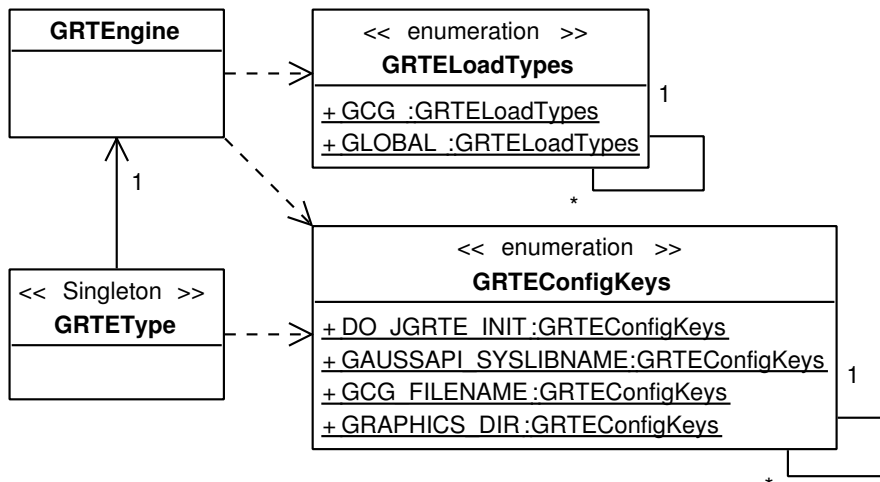 GRTEngine
<< enumeration >>
GRTELoadTypes
+ GCG :GRTELoadTypes
+ GLOBAL :GRTELoadTypes
1
*
1
<< enumeration >>
GRTEConfigKeys
+ DO_JGRTE_INIT:GRTEConfigKeys
+ GAUSSAPI_SYSLIBNAME:GRTEConfigKeys
+ GCG_FILENAME:GRTEConfigKeys
+ GRAPHICS_DIR:GRTEConfigKeys
1
*
<< Singleton >>
GRTEType